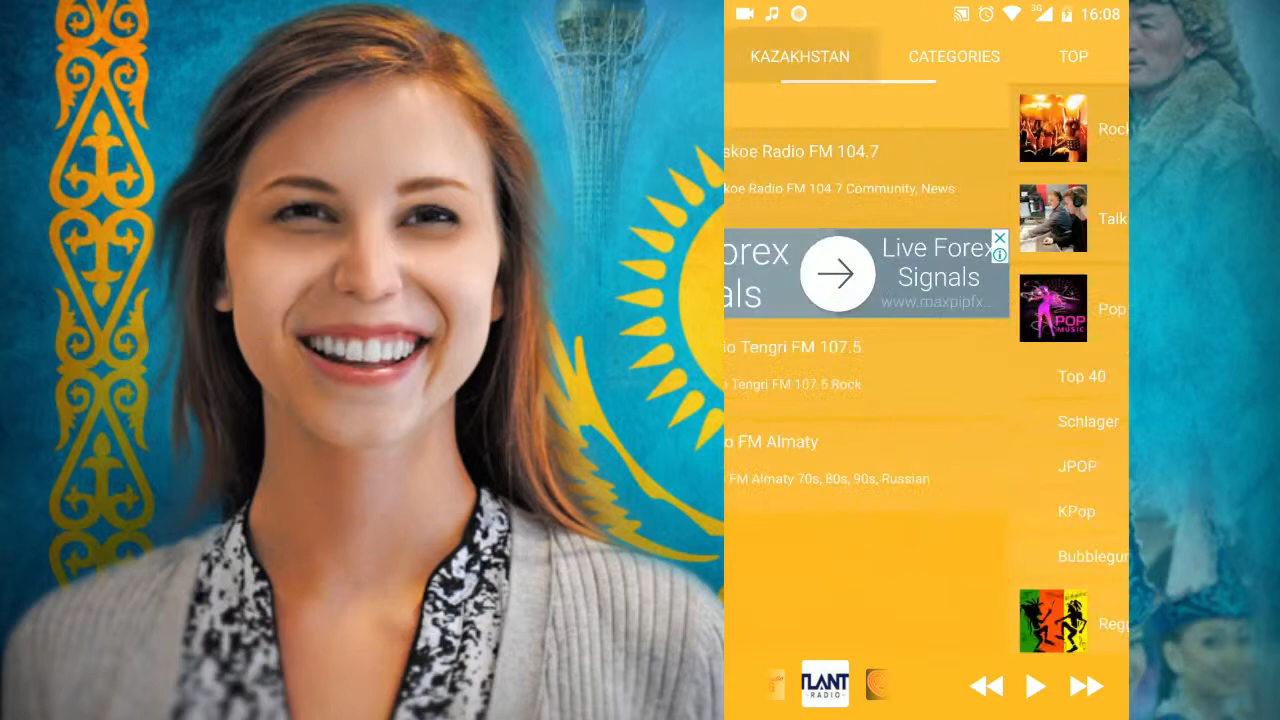 3G 16:08
KAZAKHSTAN CATEGORIES TOP
skoe Radio FM 104.7
koe Radio FM 104.7 Community, News
orex
als
Live Forex
Signals
www.maxpipfx...
io Tengri FM 107.5
Tengri FM 107.5 Rock
o FM Almaty
FM Almaty 70s, 80s, 90s, Russian
Rock
Talk
POP
MUSIC
Pop
Top 40
Schlager
JPOP
KPop
Bubblegum
Regg
TLANT
RADIO